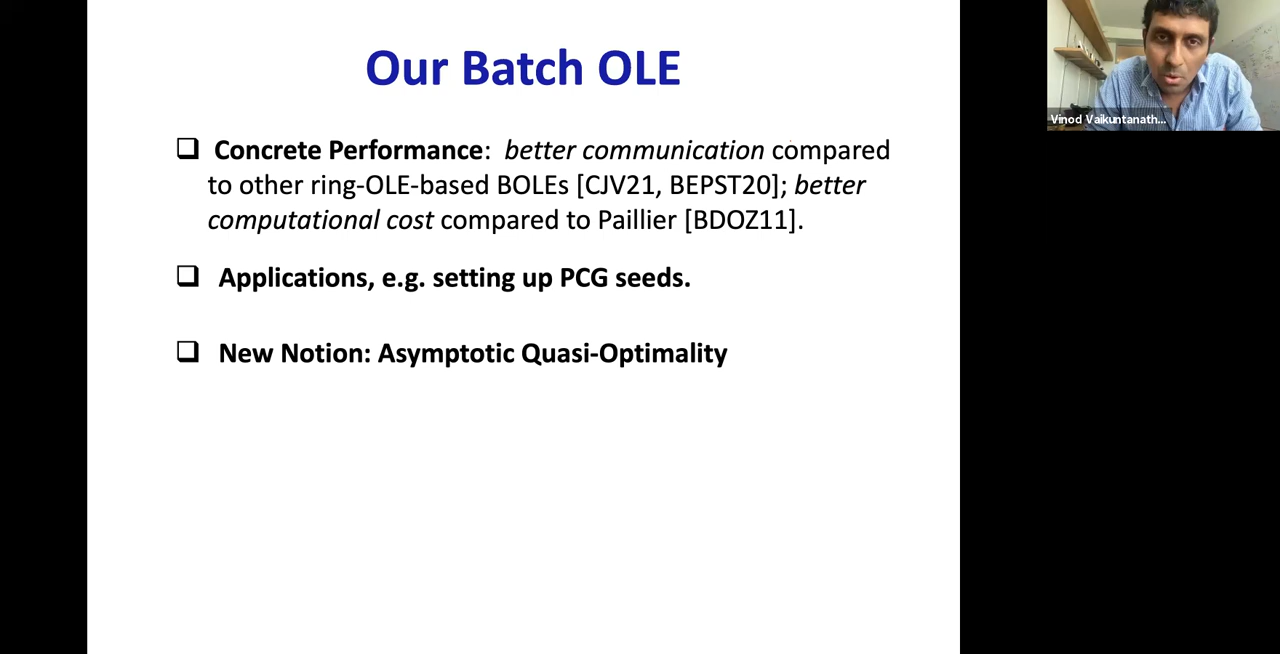 Our Batch OLE
❑ Concrete Performance: better communication compared
to other ring-OLE-based BOLEs [CJV21, BEPST20]; better
computational cost compared to Paillier [BDOZ11].
❑ Applications, e.g. setting up PCG seeds.
❑ New Notion: Asymptotic Quasi-Optimality
Vinod Vaikuntanath...